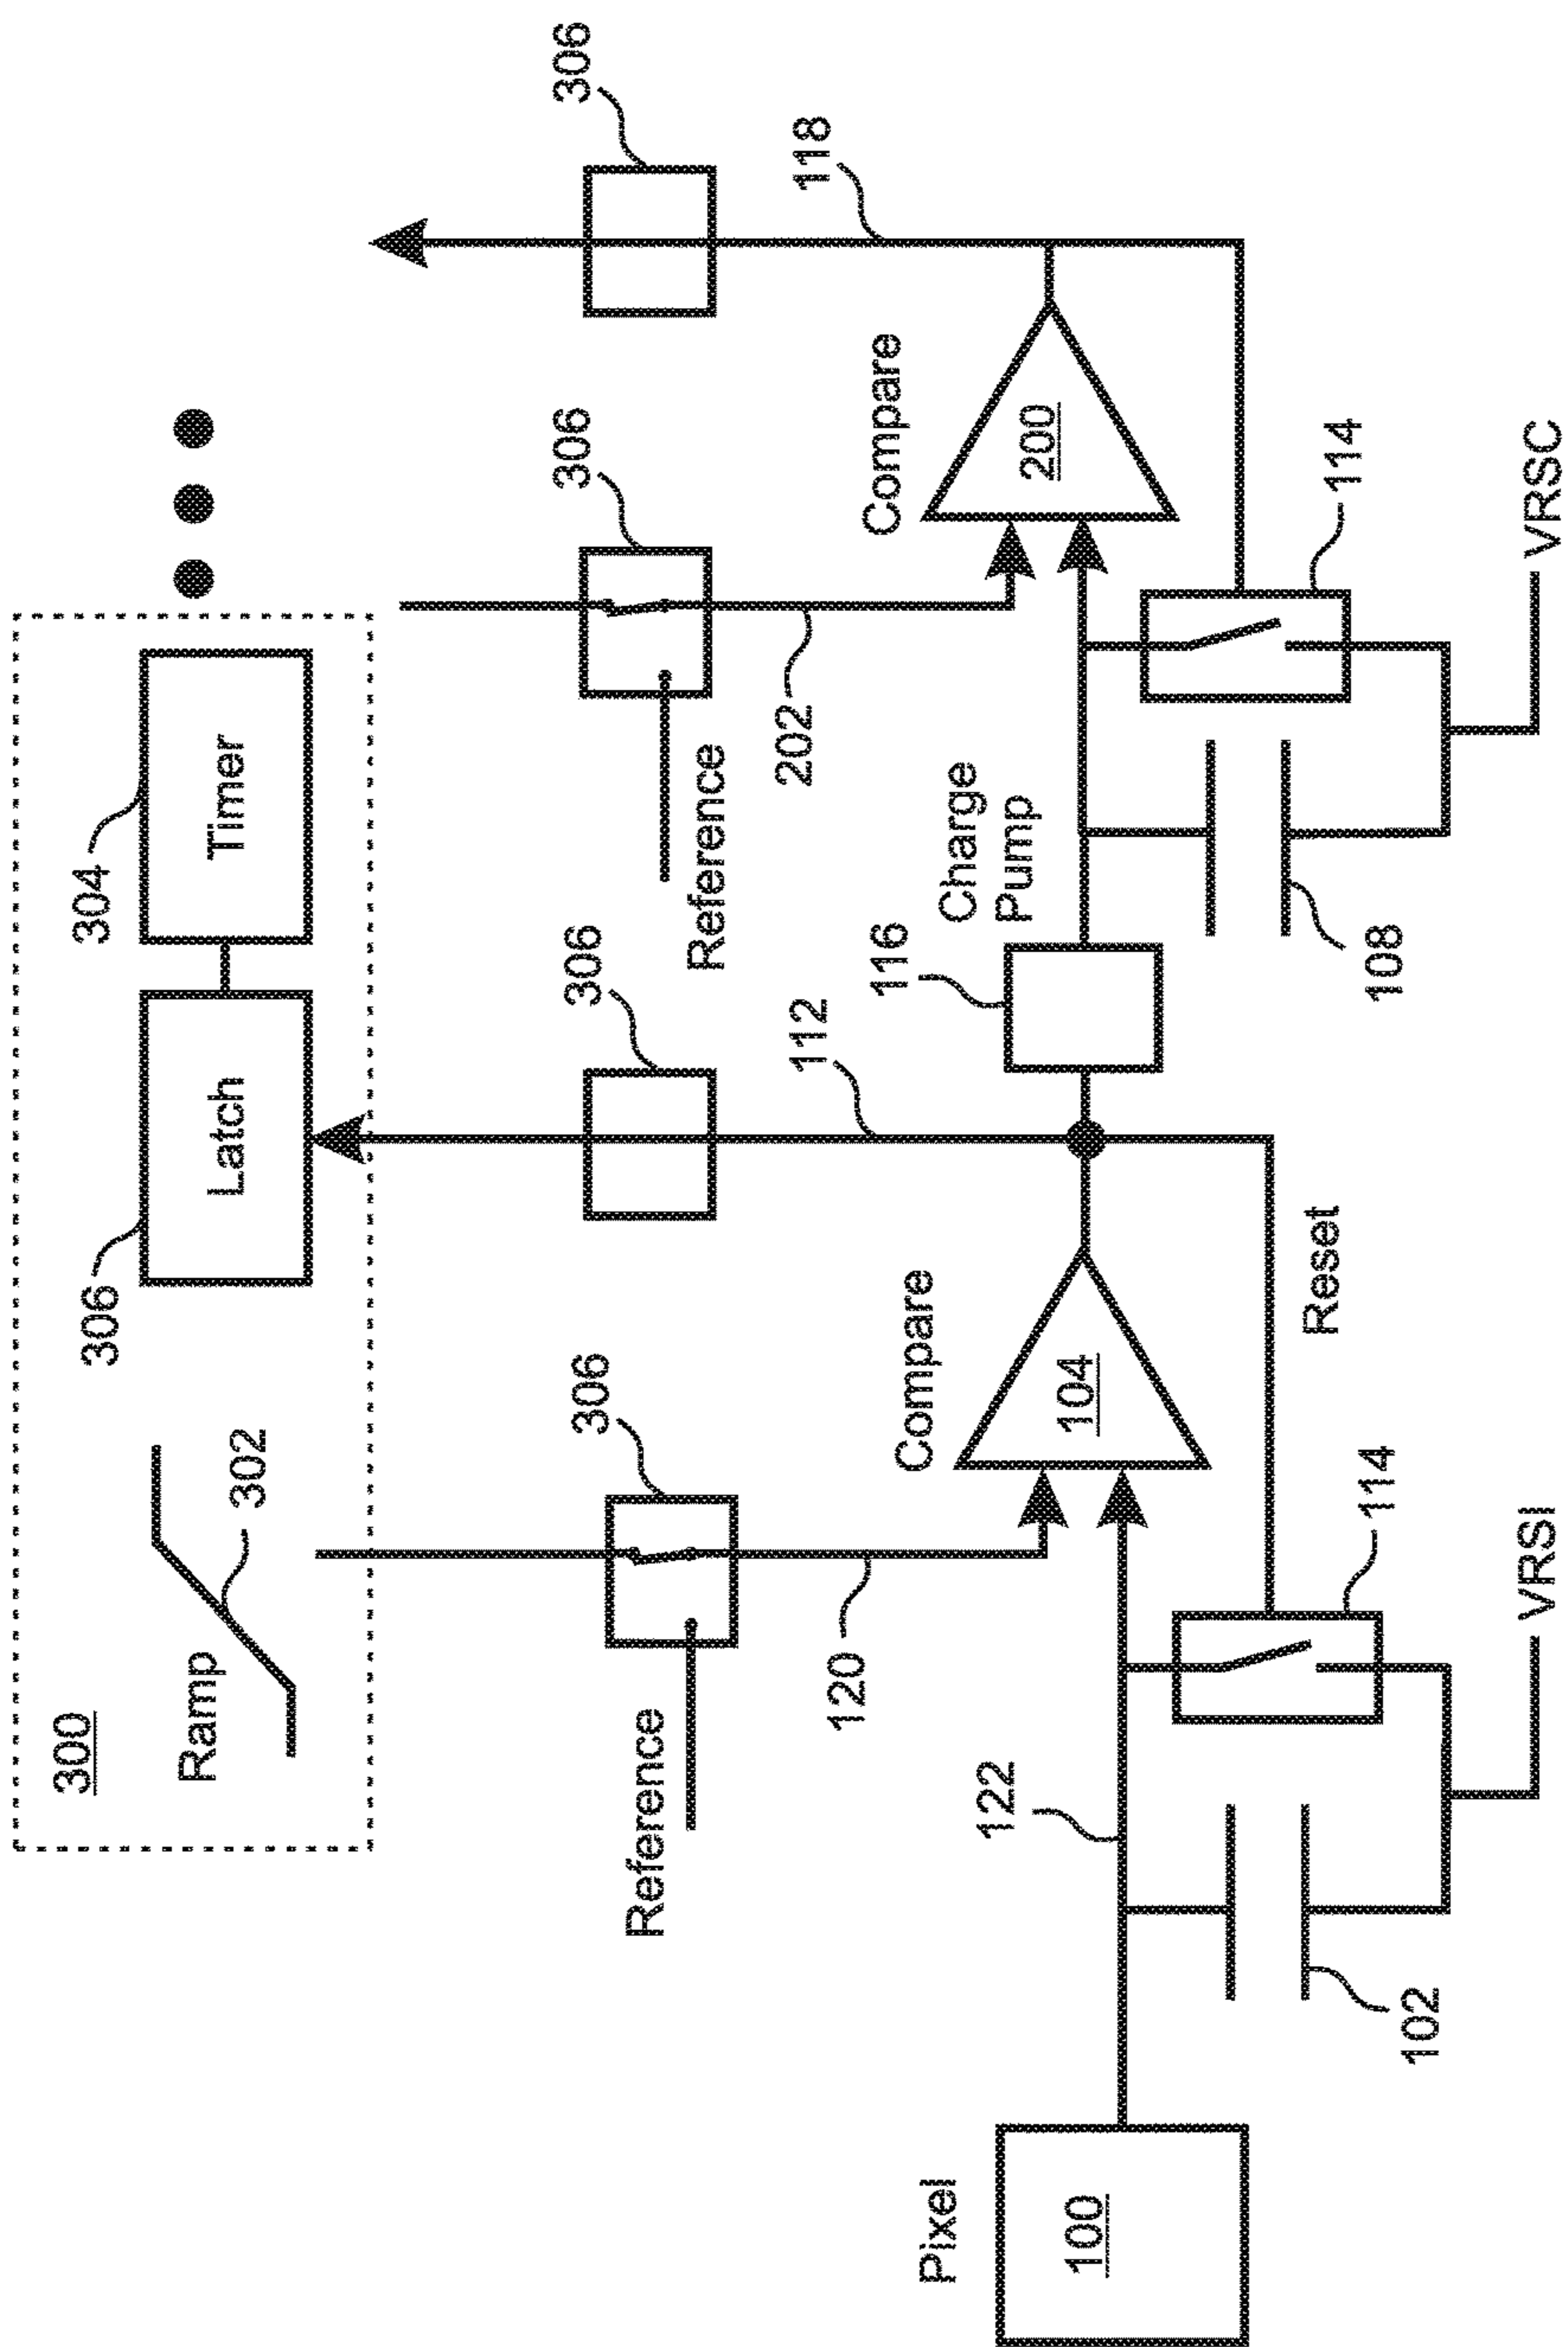 300
Ramp
302
306
Latch
304
Timer
306
306
306
306
Reference
120
112
Reference
202
118
Pixel
100
122
Compare
104
116
Charge
Pump
Compare
200
102
114
Reset
108
114
VRSI
VRSC